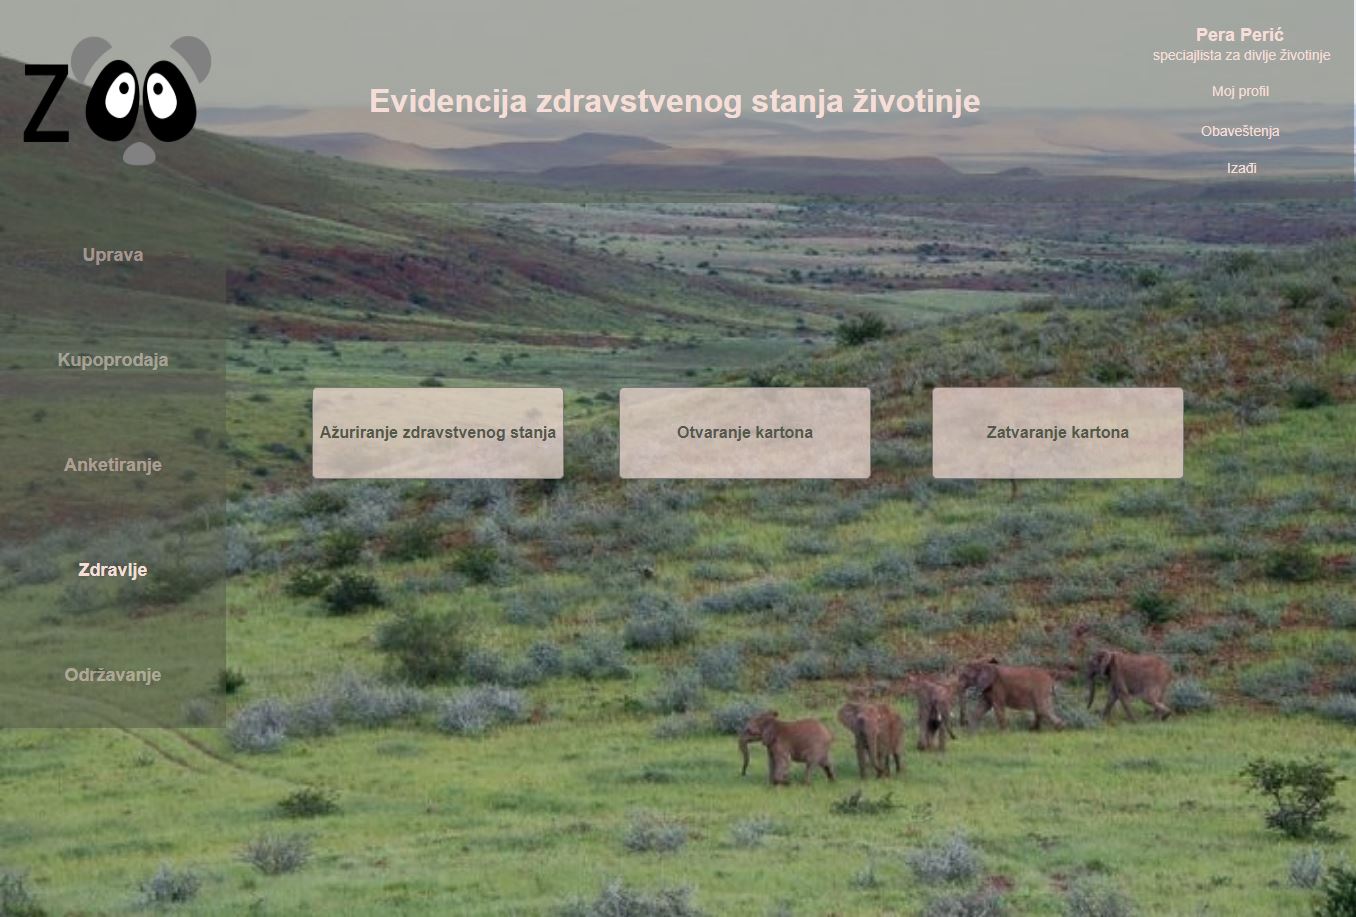 ZOO
Evidencija zdravstvenog stanja životinje
Pera Perić
speciajlista za divlje životinje
Moj profil
Obaveštenja
Izađi
Uprava
Kupoprodaja
Anketiranje
Zdravlje
Održavanje
Ažuriranje zdravstvenog stanja
Otvaranje kartona
Zatvaranje kartona